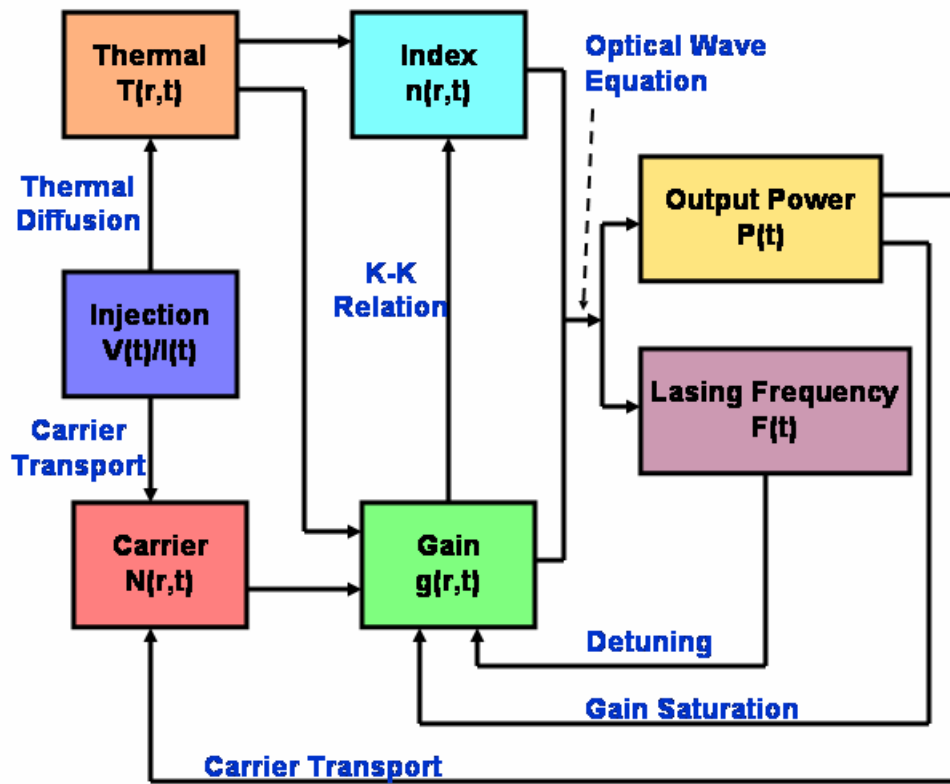 Thermal
T(r,t)
Index
n(r,t)
Optical Wave
Equation
Thermal
Diffusion
Output Power
P(t)
K-K
Relation
Injection
V(t)/I(t)
Lasing Frequency
F(t)
Carrier
Transport
Carrier
N(r,t)
Gain
g(r,t)
Detuning
Gain Saturation
Carrier Transport